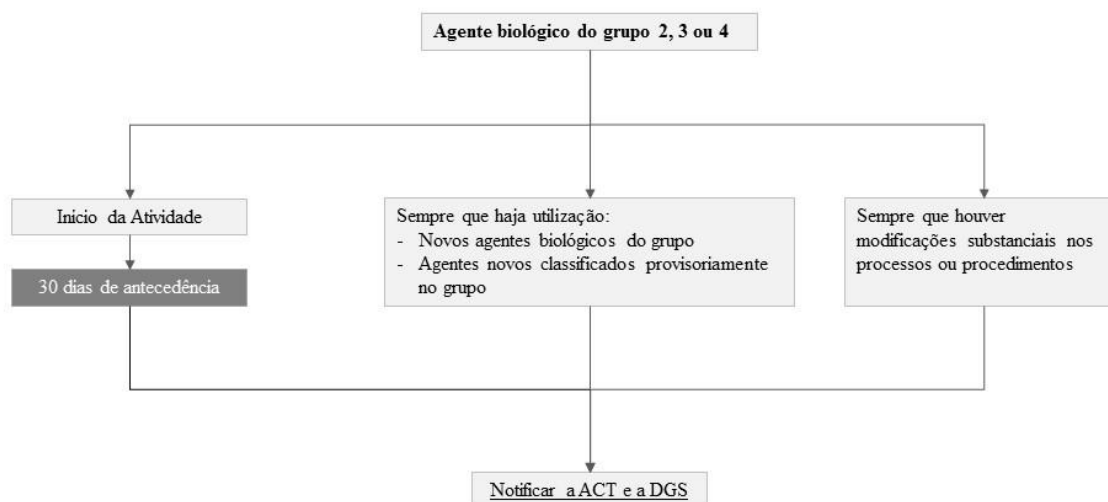 Agente biológico do grupo 2, 3 ou 4
Inicio da Atividade
30 dias de antecedência
Sempre que haja utilização:
- Novos agentes biológicos do grupo
- Agentes novos classificados provisoriamente
no grupo
Sempre que houver
modificações substanciais nos
processos ou procedimentos
Notificar a ACT e a DGS